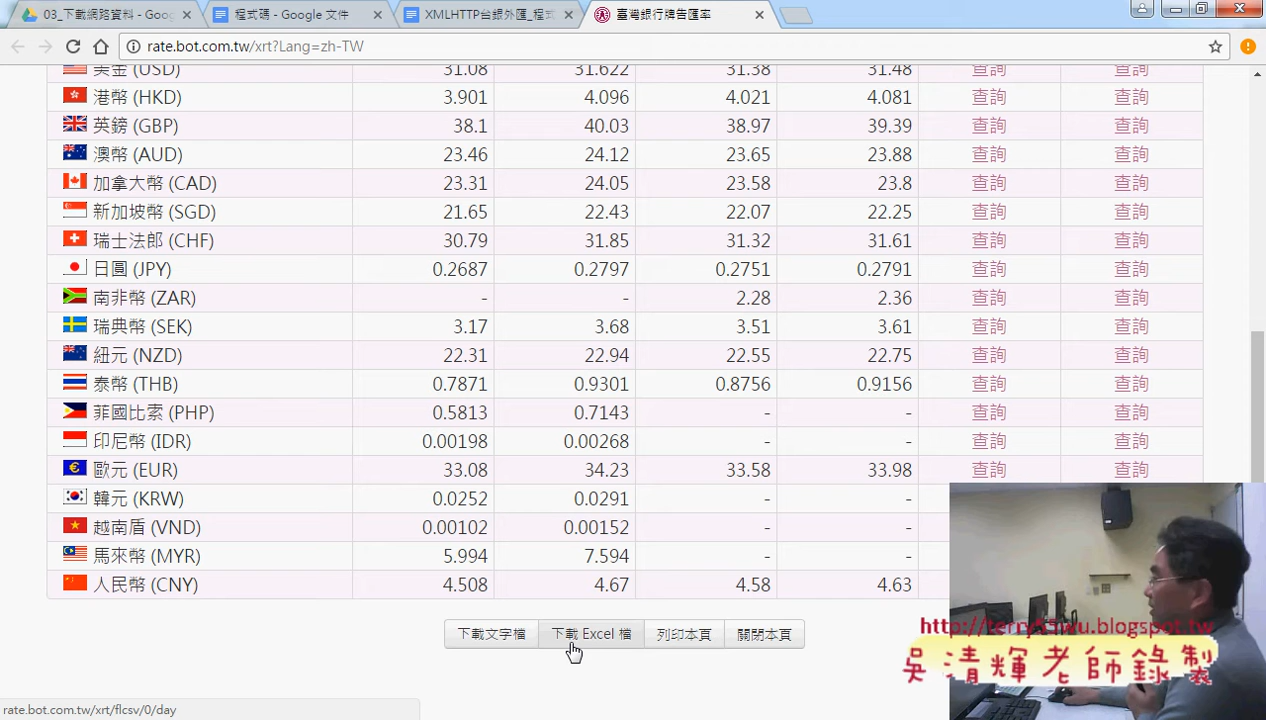 03_下載網路資料 - Goog
程式碼 - Google 文件
XMLHTTP台銀外匯_程式
臺灣銀行牌告匯率
rate.bot.com.tw/xrt?Lang=zh-TW
美金 (USD) 31.08 31.622 31.38 31.48 查詢 查詢
港幣 (HKD) 3.901 4.096 4.021 4.081 查詢 查詢
英鎊 (GBP) 38.1 40.03 38.97 39.39 查詢 查詢
澳幣 (AUD) 23.46 24.12 23.65 23.88 查詢 查詢
加拿大幣 (CAD) 23.31 24.05 23.58 23.8 查詢 查詢
新加坡幣 (SGD) 21.65 22.43 22.07 22.25 查詢 查詢
瑞士法郎 (CHF) 30.79 31.85 31.32 31.61 查詢 查詢
日圓 (JPY) 0.2687 0.2797 0.2751 0.2791 查詢 查詢
南非幣 (ZAR) - - 2.28 2.36 查詢 查詢
瑞典幣 (SEK) 3.17 3.68 3.51 3.61 查詢 查詢
紐元 (NZD) 22.31 22.94 22.55 22.75 查詢 查詢
泰幣 (THB) 0.7871 0.9301 0.8756 0.9156 查詢 查詢
菲國比索 (PHP) 0.5813 0.7143 - - 查詢 查詢
印尼幣 (IDR) 0.00198 0.00268 - - 查詢 查詢
歐元 (EUR) 33.08 34.23 33.58 33.98 查詢 查詢
韓元 (KRW) 0.0252 0.0291 - -
越南盾 (VND) 0.00102 0.00152 - -
馬來幣 (MYR) 5.994 7.594 - -
人民幣 (CNY) 4.508 4.67 4.58 4.63
下載文字檔 下載 Excel 檔 列印本頁 關閉本頁
http://terry55wu.blogspot.tw
吳清輝老師錄製
rate.bot.com.tw/xrt/flcsv/0/day